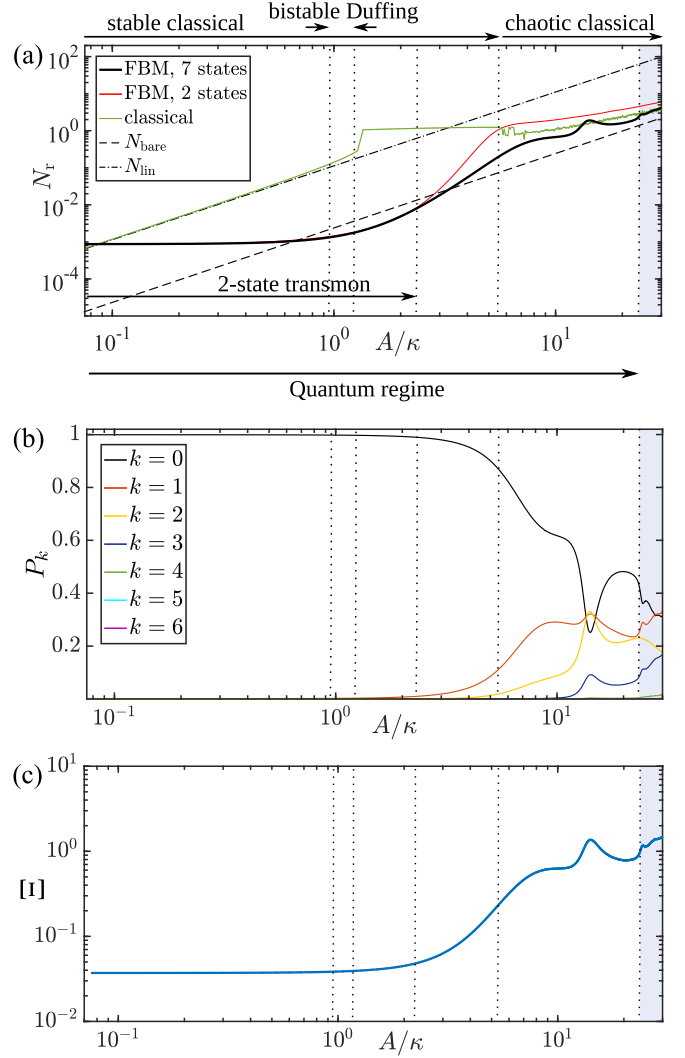 bistable Duffing
stable classical
chaotic classical
(a)
FBM, 7 states
FBM, 2 states
classical
N_bare
N_lin
10^2
10^0
10^-2
10^-4
N_r
2-state transmon
10^-1
10^0
A/κ
10^1
Quantum regime
(b)
1
0.8
0.6
0.4
0.2
P_k
k = 0
k = 1
k = 2
k = 3
k = 4
k = 5
k = 6
10^-1
10^0
A/κ
10^1
(c)
10^1
10^0
10^-1
10^-2
Ξ
10^-1
10^0
A/κ
10^1